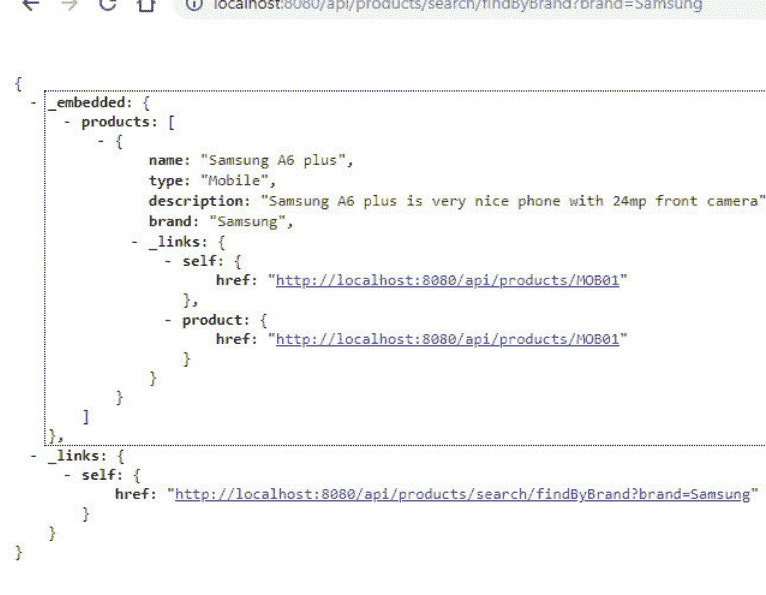 localhost:8080/api/products/search/findByBrand?brand=Samsung
{
- _embedded: {
- products: [
- {
name: "Samsung A6 plus",
type: "Mobile",
description: "Samsung A6 plus is very nice phone with 24mp front camera"
brand: "Samsung",
- _links: {
- self: {
href: "http://localhost:8080/api/products/MOB01"
},
- product: {
href: "http://localhost:8080/api/products/MOB01"
}
}
}
]
},
- _links: {
- self: {
href: "http://localhost:8080/api/products/search/findByBrand?brand=Samsung"
}
}
}